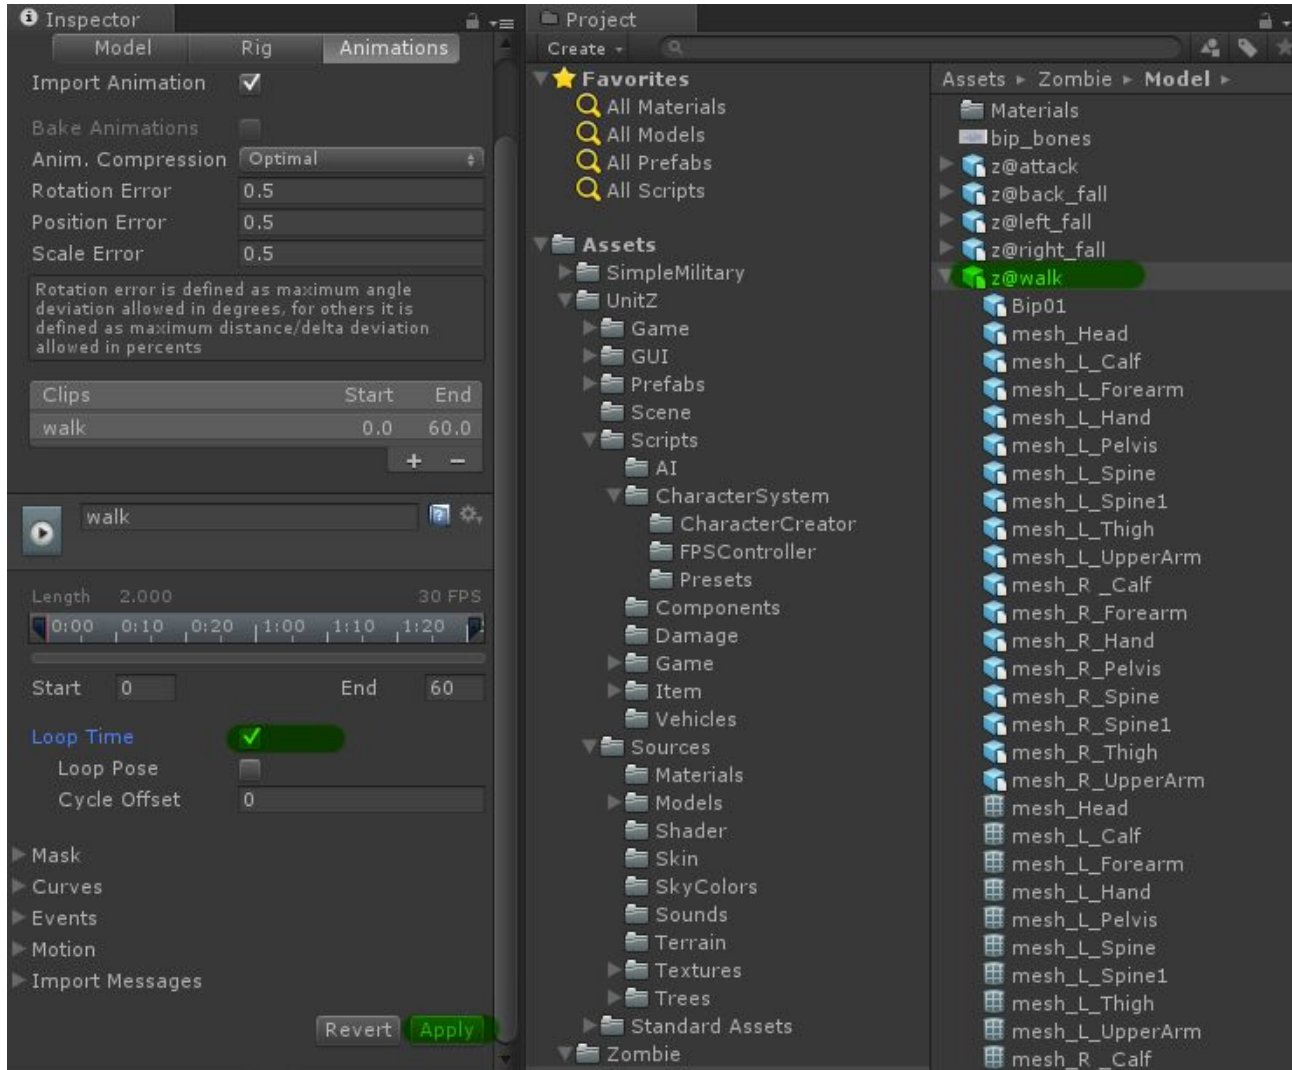 Inspector
Model Rig Animations
Import Animation
Bake Animations
Anim. Compression Optimal
Rotation Error 0.5
Position Error 0.5
Scale Error 0.5
Rotation error is defined as maximum angle
deviation allowed in degrees, for others it is
defined as maximum distance/delta deviation
allowed in percents
Clips Start End
walk 0.0 60.0
+ −
walk
Length 2.000 30 FPS
0:00 0:10 0:20 1:00 1:10 1:20
Start 0 End 60
Loop Time
Loop Pose
Cycle Offset 0
Mask
Curves
Events
Motion
Import Messages
Revert Apply
Project
Create
Favorites
All Materials
All Models
All Prefabs
All Scripts
Assets
SimpleMilitary
UnitZ
Game
GUI
Prefabs
Scene
Scripts
AI
CharacterSystem
CharacterCreator
FPSController
Presets
Components
Damage
Game
Item
Vehicles
Sources
Materials
Models
Shader
Skin
SkyColors
Sounds
Terrain
Textures
Trees
Standard Assets
Zombie
Assets ▸ Zombie ▸ Model ▸
Materials
bip_bones
z@attack
z@back_fall
z@left_fall
z@right_fall
z@walk
Bip01
mesh_Head
mesh_L_Calf
mesh_L_Forearm
mesh_L_Hand
mesh_L_Pelvis
mesh_L_Spine
mesh_L_Spine1
mesh_L_Thigh
mesh_L_UpperArm
mesh_R _Calf
mesh_R_Forearm
mesh_R_Hand
mesh_R_Pelvis
mesh_R_Spine
mesh_R_Spine1
mesh_R_Thigh
mesh_R_UpperArm
mesh_Head
mesh_L_Calf
mesh_L_Forearm
mesh_L_Hand
mesh_L_Pelvis
mesh_L_Spine
mesh_L_Spine1
mesh_L_Thigh
mesh_L_UpperArm
mesh_R _Calf